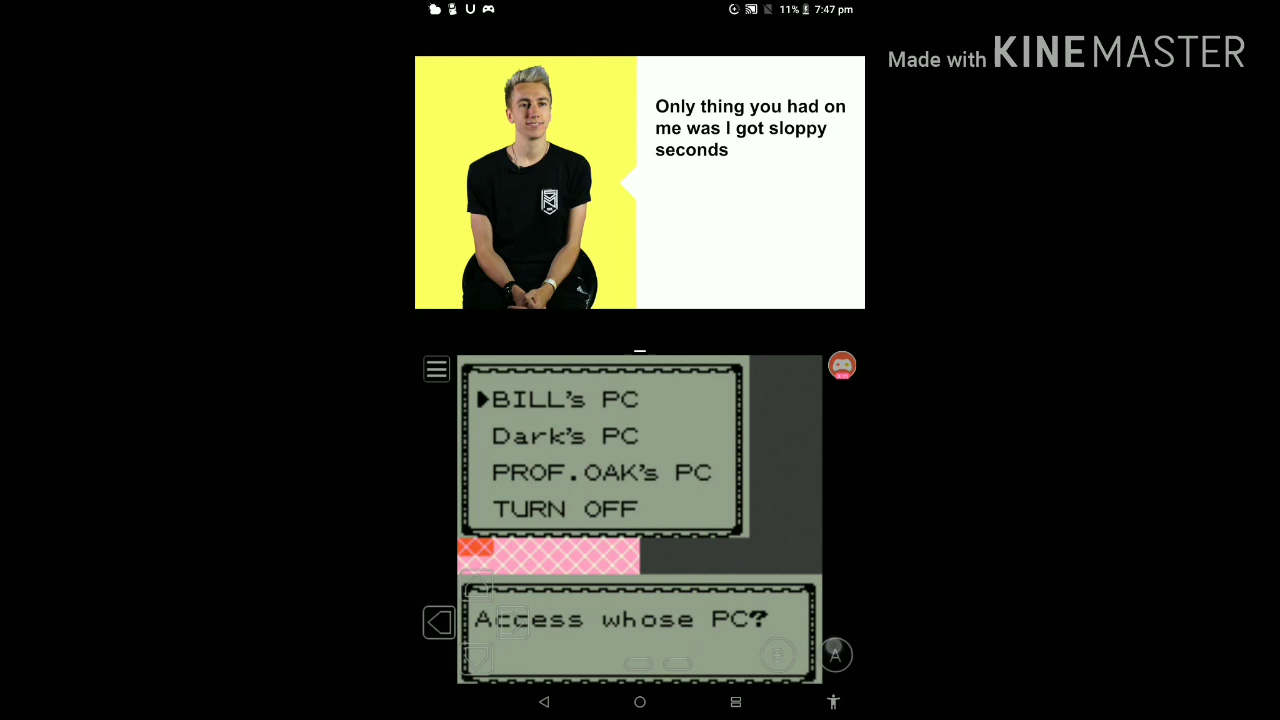 11% 7:47 pm
Made with KINEMASTER
Only thing you had on
me was I got sloppy
seconds
BILL's PC
Dark's PC
PROF.OAK's PC
TURN OFF
Access whose PC?
B
A